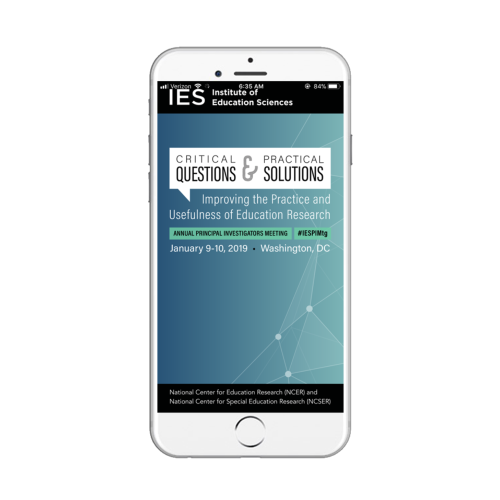 Verizon 6:35 AM 84%
IES Institute of
Education Sciences
CRITICAL & PRACTICAL
QUESTIONS SOLUTIONS
Improving the Practice and
Usefulness of Education Research
ANNUAL PRINCIPAL INVESTIGATORS MEETING #IESPIMtg
January 9-10, 2019 • Washington, DC
National Center for Education Research (NCER) and
National Center for Special Education Research (NCSER)